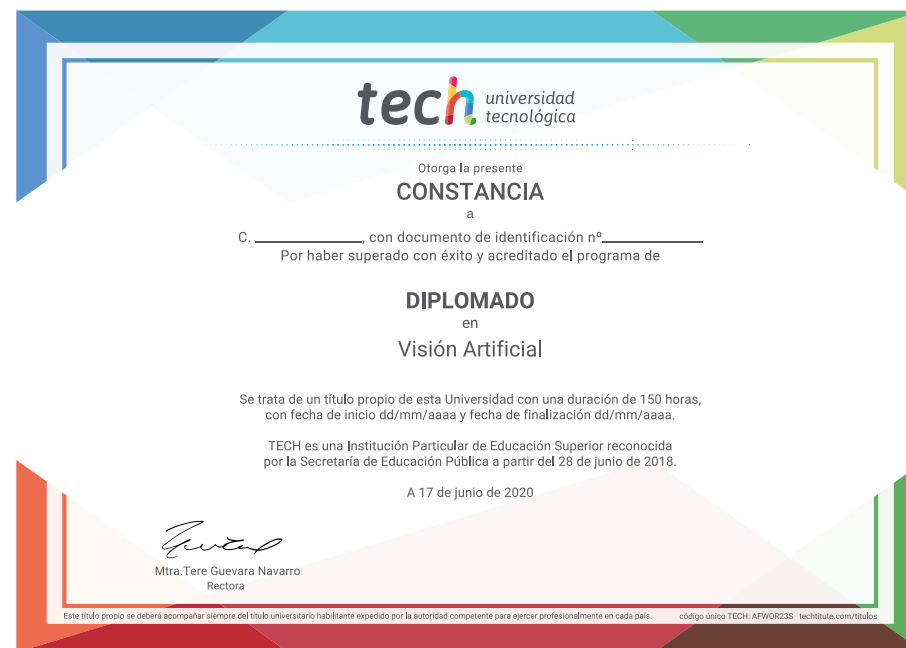 tech universidad
tecnológica
Otorga la presente
CONSTANCIA
a
C. ______________, con documento de identificación nº_____________
Por haber superado con éxito y acreditado el programa de
DIPLOMADO
en
Visión Artificial
Se trata de un título propio de esta Universidad con una duración de 150 horas,
con fecha de inicio dd/mm/aaaa y fecha de finalización dd/mm/aaaa.
TECH es una Institución Particular de Educación Superior reconocida
por la Secretaría de Educación Pública a partir del 28 de junio de 2018.
A 17 de junio de 2020
Mtra.Tere Guevara Navarro
Rectora
Este título propio se deberá acompañar siempre del título universitario habilitante expedido por la autoridad competente para ejercer profesionalmente en cada país. código único TECH: AFWOR23S techtitute.com/titulos